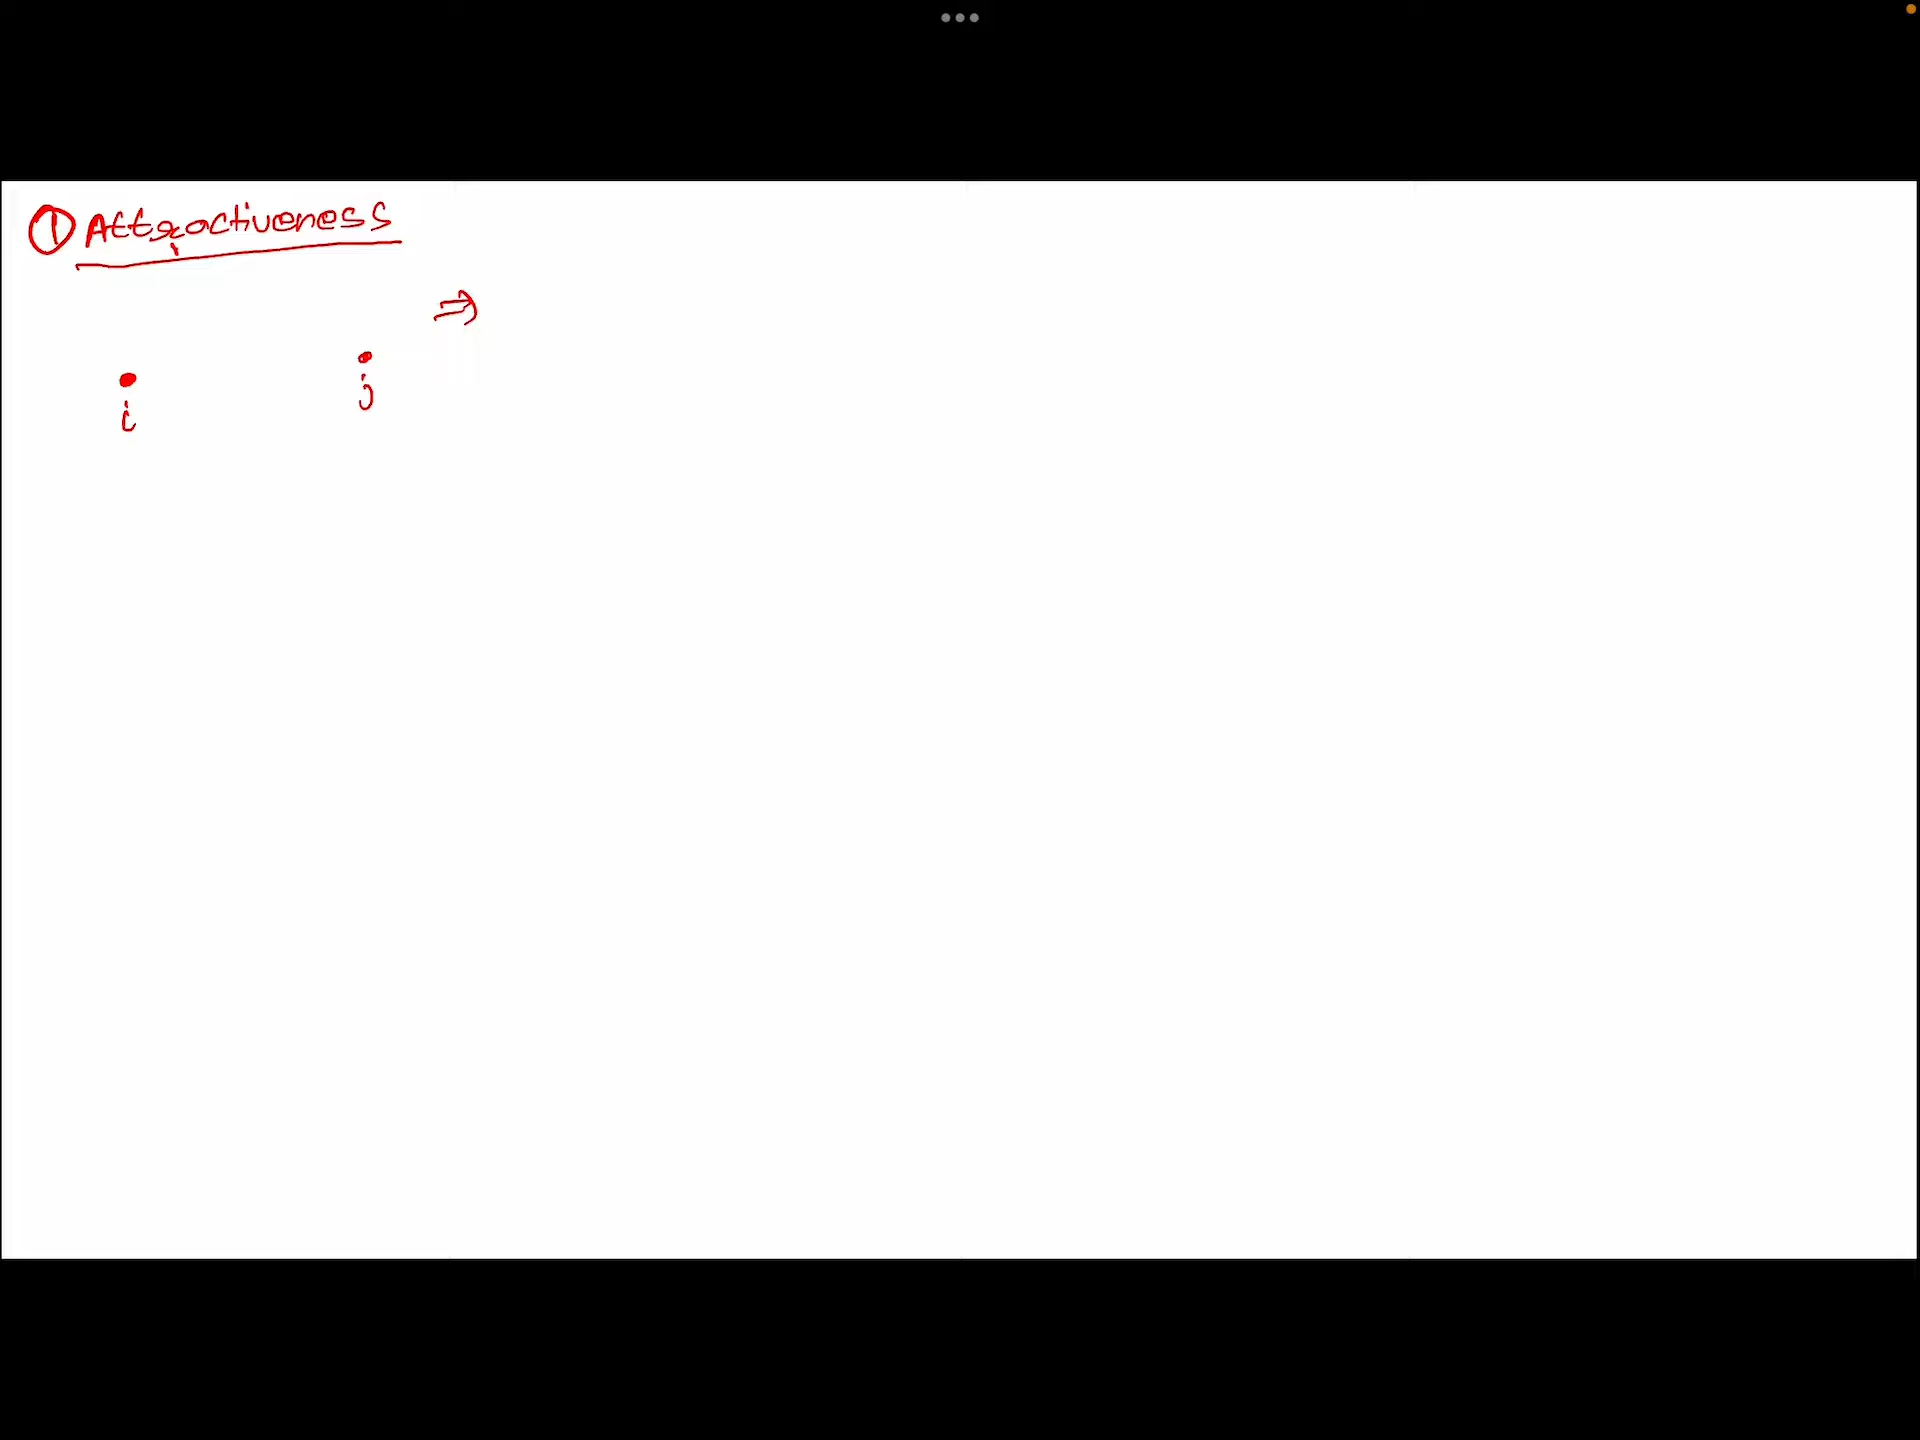 ① Attractiveness
⇒
i j